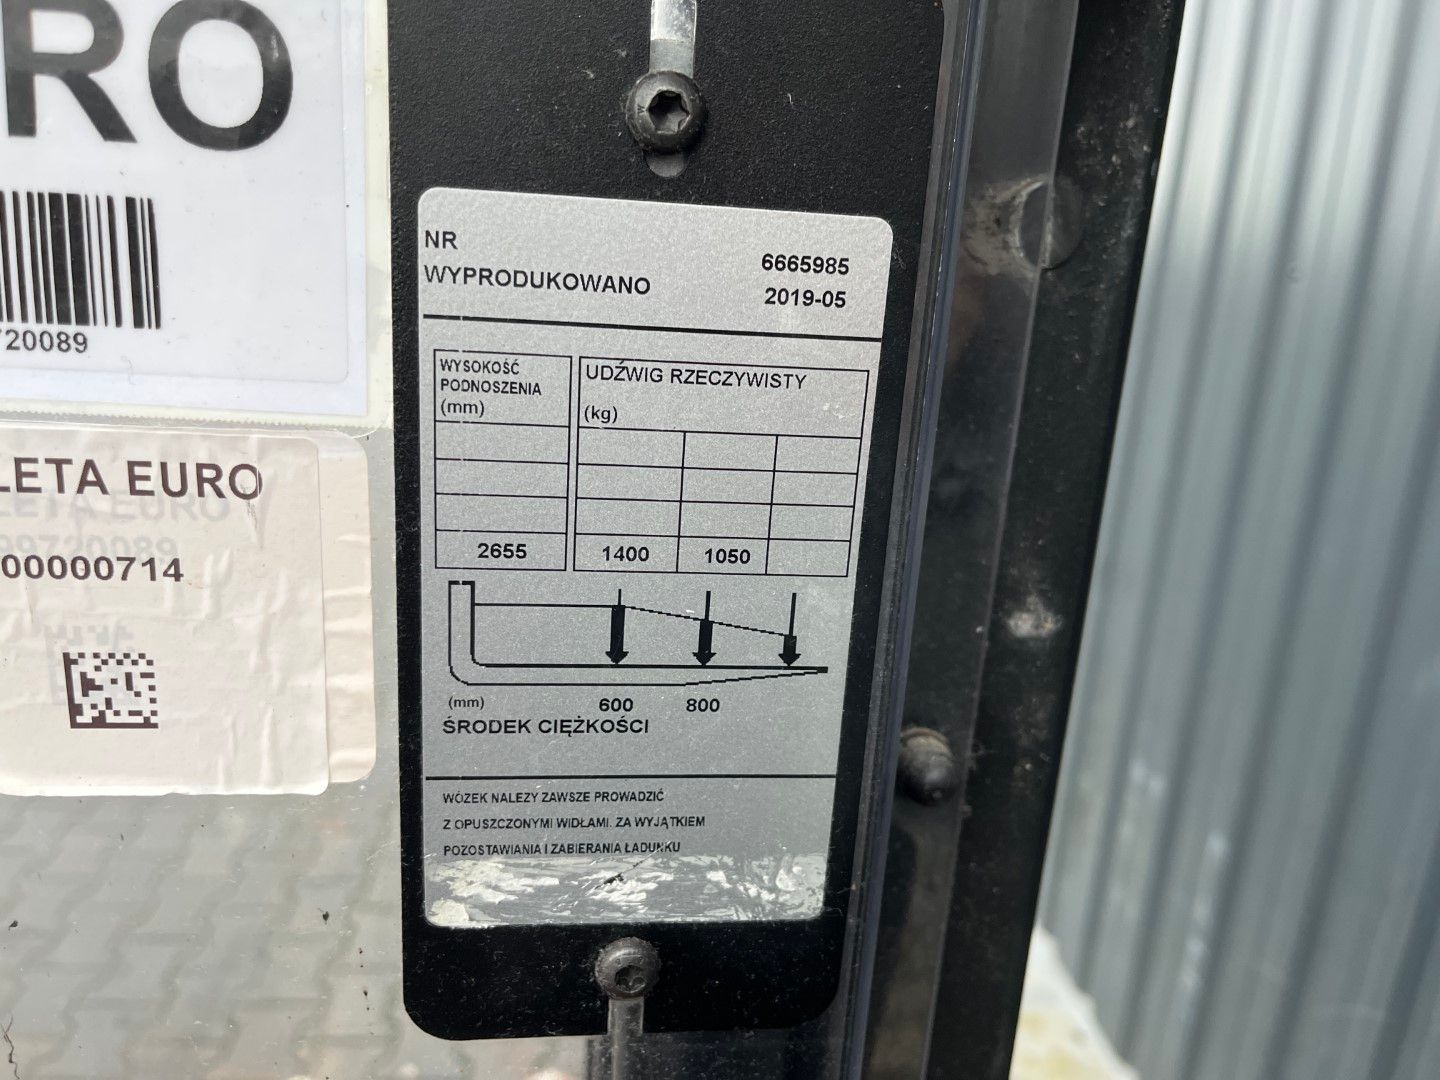 RO
720089
LETA EURO
00000714
NR 6665985
WYPRODUKOWANO 2019-05
WYSOKOŚĆ
PODNOSZENIA
(mm)
UDŹWIG RZECZYWISTY
(kg)
2655 1400 1050
(mm) 600 800
ŚRODEK CIĘŻKOŚCI
WÓZEK NALEZY ZAWSZE PROWADZIĆ
Z OPUSZCZONYMI WIDŁAMI. ZA WYJĄTKIEM
POZOSTAWIANIA I ZABIERANIA ŁADUNKU